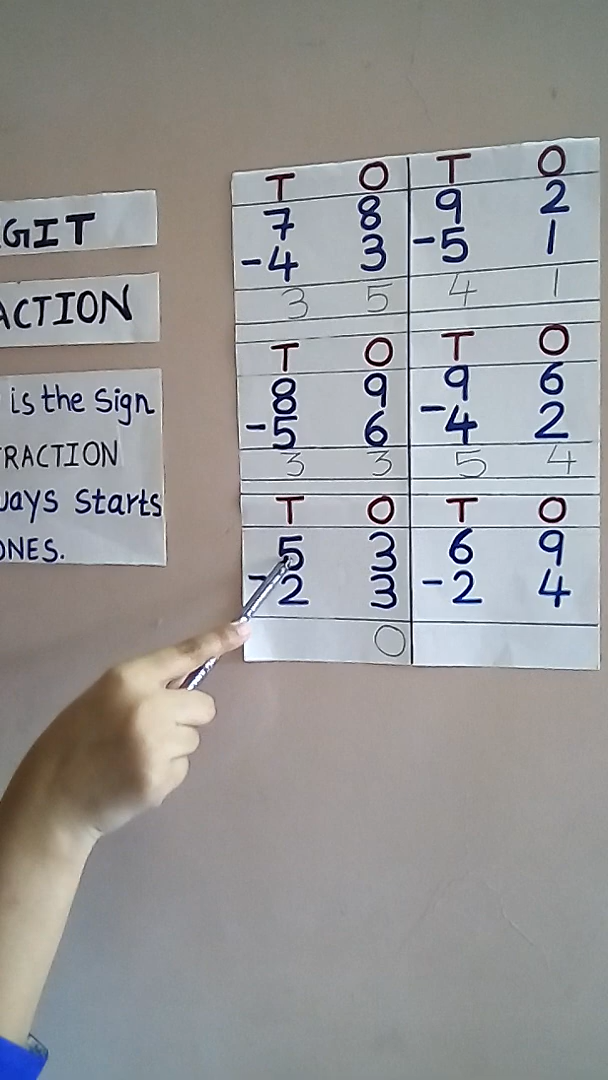 GIT
ACTION
is the Sign
RACTION
ways Starts
ONES.
T O T O
7 8 9 2
-4 3 -5 1
3 5 4 1
T O T O
8 9 9 6
-5 6 -4 2
3 3 5 4
T O T O
5 3 6 9
-2 3 -2 4
0